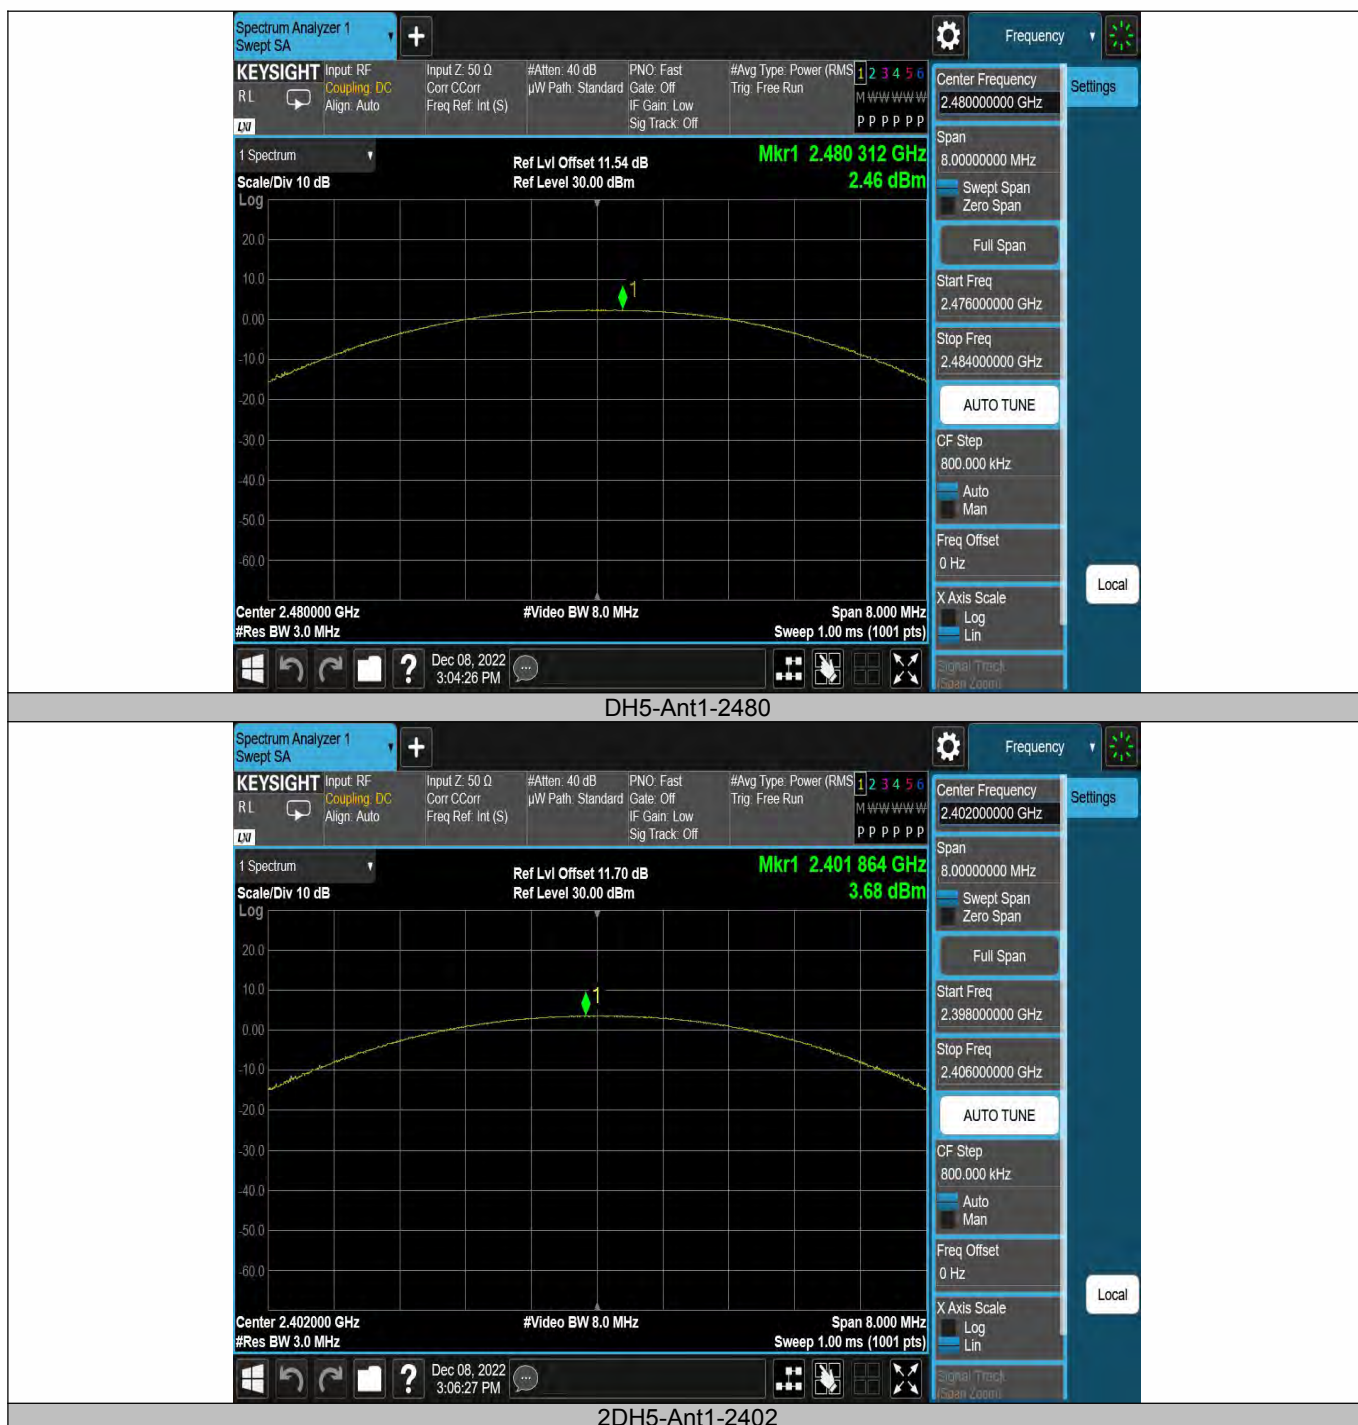 Spectrum Analyzer 1
Swept SA
+
Frequency
KEYSIGHT
RL
LXI
Input: RF
Coupling: DC
Align: Auto
Input Z: 50 Ω
Corr CCorr
Freq Ref: Int (S)
#Atten: 40 dB
µW Path: Standard
PNO: Fast
Gate: Off
IF Gain: Low
Sig Track: Off
#Avg Type: Power (RMS
Trig: Free Run
1 2 3 4 5 6
M W W W W W
P P P P P P
Center Frequency
2.480000000 GHz
Settings
Span
8.00000000 MHz
Swept Span
Zero Span
Full Span
Start Freq
2.476000000 GHz
Stop Freq
2.484000000 GHz
AUTO TUNE
CF Step
800.000 kHz
Auto
Man
Freq Offset
0 Hz
X Axis Scale
Log
Lin
Signal Track
(Span Zoom)
Local
1 Spectrum
Scale/Div 10 dB
Log
Ref Lvl Offset 11.54 dB
Ref Level 30.00 dBm
Mkr1 2.480 312 GHz
2.46 dBm
1
20.0
10.0
0.00
-10.0
-20.0
-30.0
-40.0
-50.0
-60.0
Center 2.480000 GHz
#Res BW 3.0 MHz
#Video BW 8.0 MHz
Span 8.000 MHz
Sweep 1.00 ms (1001 pts)
?
Dec 08, 2022
3:04:26 PM
DH5-Ant1-2480
Spectrum Analyzer 1
Swept SA
+
Frequency
KEYSIGHT
RL
LXI
Input: RF
Coupling: DC
Align: Auto
Input Z: 50 Ω
Corr CCorr
Freq Ref: Int (S)
#Atten: 40 dB
µW Path: Standard
PNO: Fast
Gate: Off
IF Gain: Low
Sig Track: Off
#Avg Type: Power (RMS
Trig: Free Run
1 2 3 4 5 6
M W W W W W
P P P P P P
Center Frequency
2.402000000 GHz
Settings
Span
8.00000000 MHz
Swept Span
Zero Span
Full Span
Start Freq
2.398000000 GHz
Stop Freq
2.406000000 GHz
AUTO TUNE
CF Step
800.000 kHz
Auto
Man
Freq Offset
0 Hz
X Axis Scale
Log
Lin
Signal Track
(Span Zoom)
Local
1 Spectrum
Scale/Div 10 dB
Log
Ref Lvl Offset 11.70 dB
Ref Level 30.00 dBm
Mkr1 2.401 864 GHz
3.68 dBm
1
20.0
10.0
0.00
-10.0
-20.0
-30.0
-40.0
-50.0
-60.0
Center 2.402000 GHz
#Res BW 3.0 MHz
#Video BW 8.0 MHz
Span 8.000 MHz
Sweep 1.00 ms (1001 pts)
?
Dec 08, 2022
3:06:27 PM
2DH5-Ant1-2402